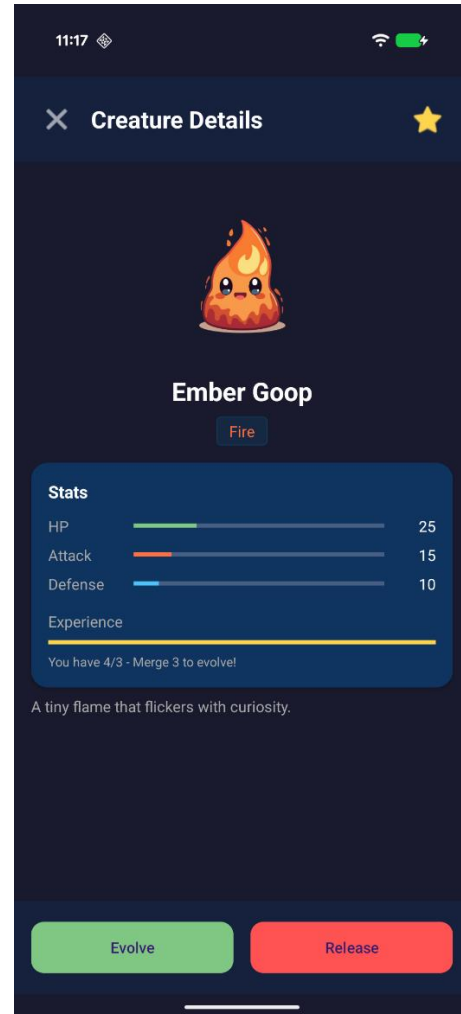 11:17
Creature Details
Ember Goop
Fire
Stats
HP 25
Attack 15
Defense 10
Experience
You have 4/3 - Merge 3 to evolve!
A tiny flame that flickers with curiosity.
Evolve Release